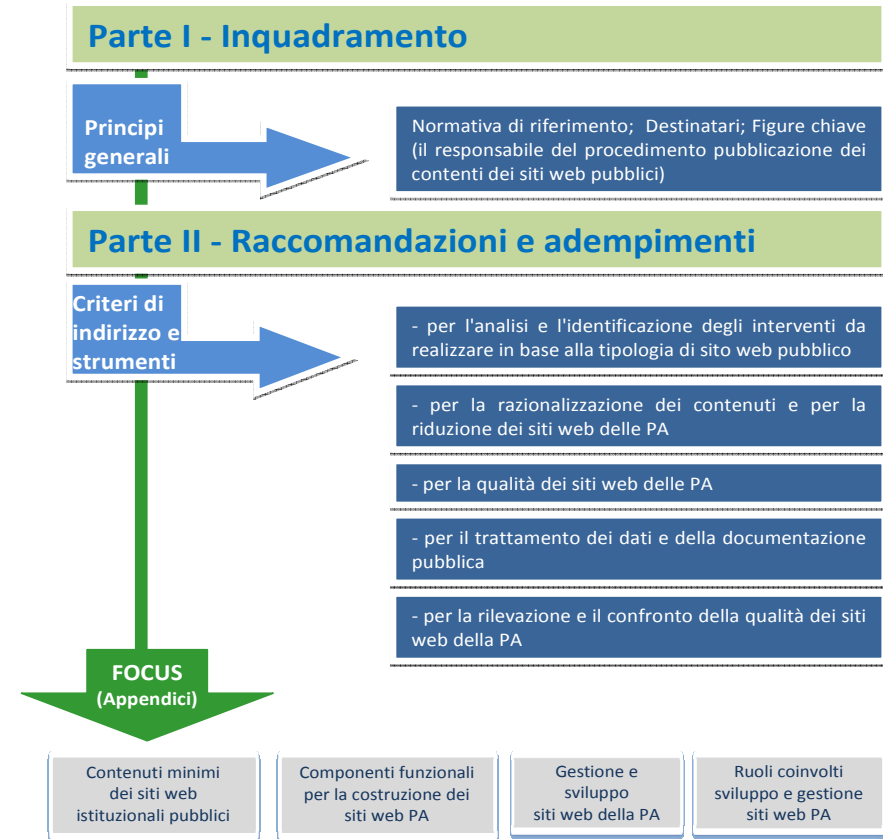 Parte I - Inquadramento
Principi
generali
Normativa di riferimento; Destinatari; Figure chiave
(il responsabile del procedimento pubblicazione dei
contenti dei siti web pubblici)
Parte II - Raccomandazioni e adempimenti
Criteri di
indirizzo e
strumenti
- per l'analisi e l'identificazione degli interventi da
realizzare in base alla tipologia di sito web pubblico
- per la razionalizzazione dei contenuti e per la
riduzione dei siti web delle PA
- per la qualità dei siti web delle PA
- per il trattamento dei dati e della documentazione
pubblica
- per la rilevazione e il confronto della qualità dei siti
web della PA
FOCUS
(Appendici)
Contenuti minimi
dei siti web
istituzionali pubblici
Componenti funzionali
per la costruzione dei
siti web PA
Gestione e
sviluppo
siti web della PA
Ruoli coinvolti
sviluppo e gestione
siti web PA